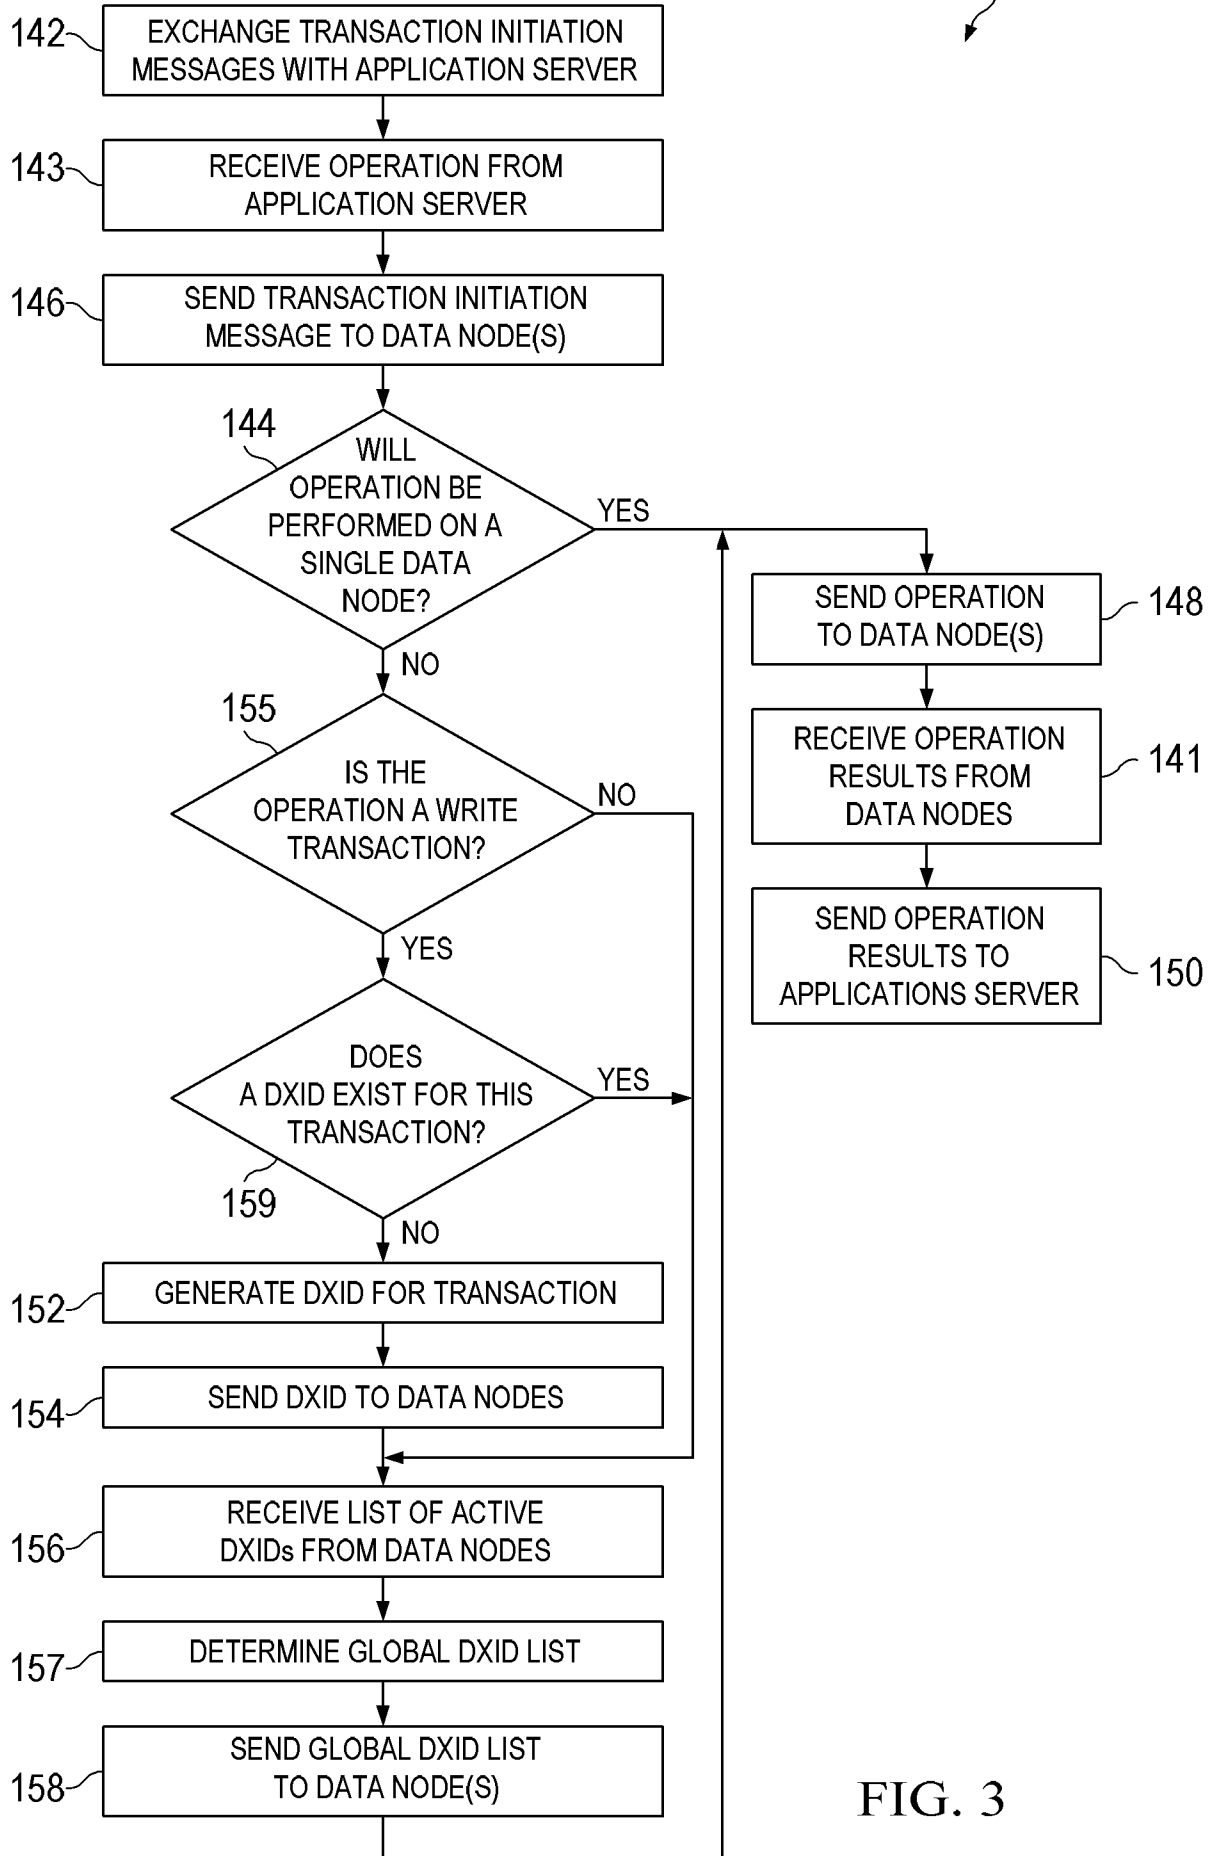 142
EXCHANGE TRANSACTION INITIATION
MESSAGES WITH APPLICATION SERVER
143
RECEIVE OPERATION FROM
APPLICATION SERVER
146
SEND TRANSACTION INITIATION
MESSAGE TO DATA NODE(S)
144
WILL
OPERATION BE
PERFORMED ON A
SINGLE DATA
NODE?
YES
NO
148
SEND OPERATION
TO DATA NODE(S)
141
RECEIVE OPERATION
RESULTS FROM
DATA NODES
150
SEND OPERATION
RESULTS TO
APPLICATIONS SERVER
155
IS THE
OPERATION A WRITE
TRANSACTION?
NO
YES
DOES
A DXID EXIST FOR THIS
TRANSACTION?
YES
159
NO
152
GENERATE DXID FOR TRANSACTION
154
SEND DXID TO DATA NODES
156
RECEIVE LIST OF ACTIVE
DXIDs FROM DATA NODES
157
DETERMINE GLOBAL DXID LIST
158
SEND GLOBAL DXID LIST
TO DATA NODE(S)
FIG. 3